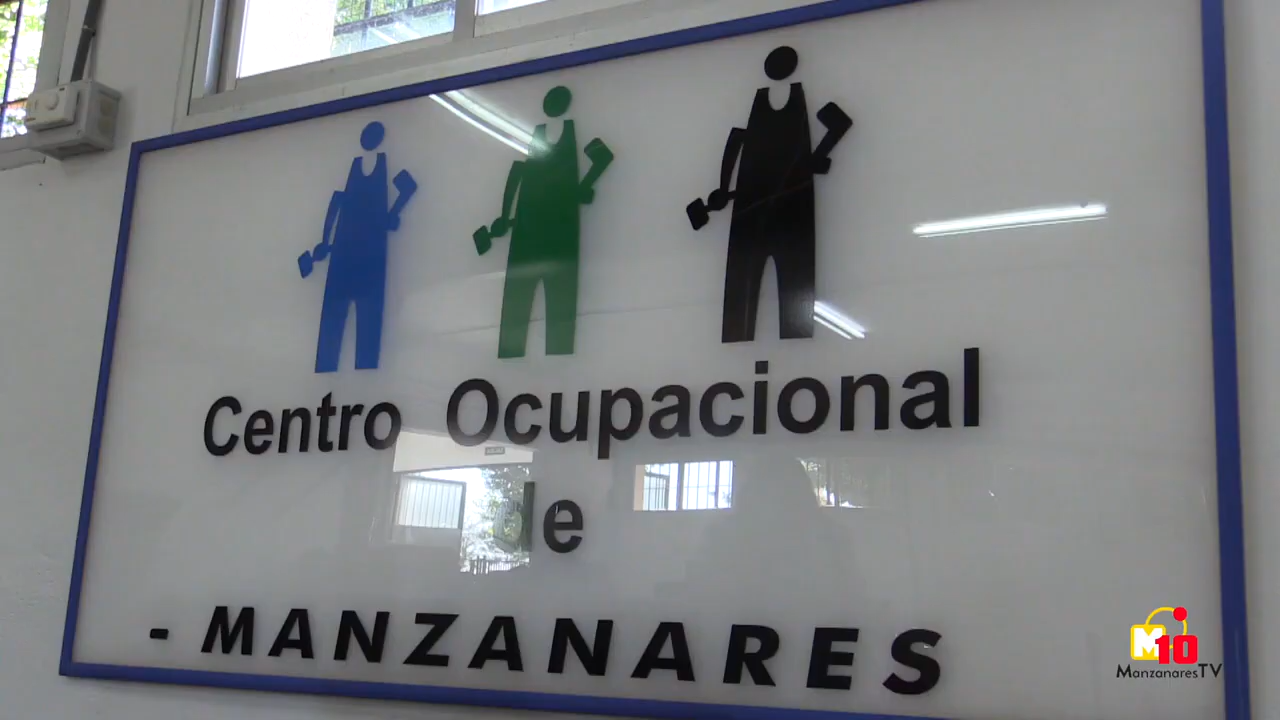 Centro Ocupacional
de
- MANZANARES
M10
ManzanaresTV